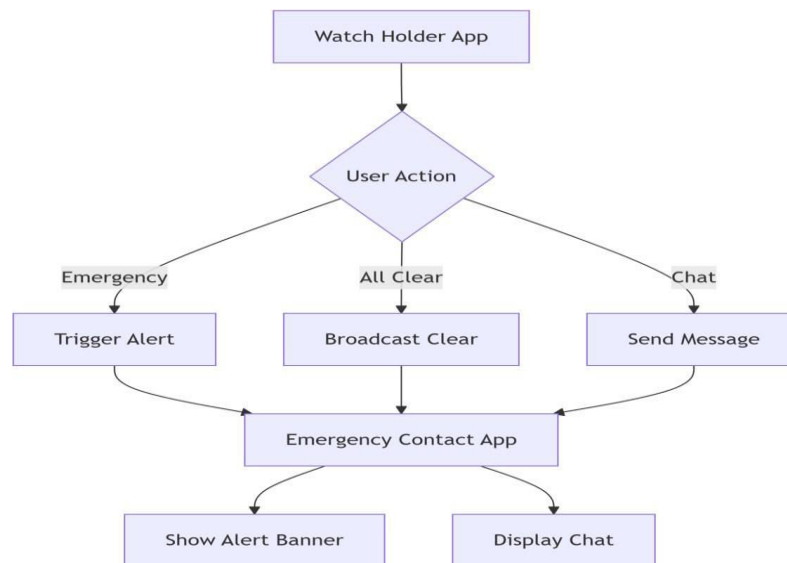 Watch Holder App
User Action
Emergency
All Clear
Chat
Trigger Alert
Broadcast Clear
Send Message
Emergency Contact App
Show Alert Banner
Display Chat